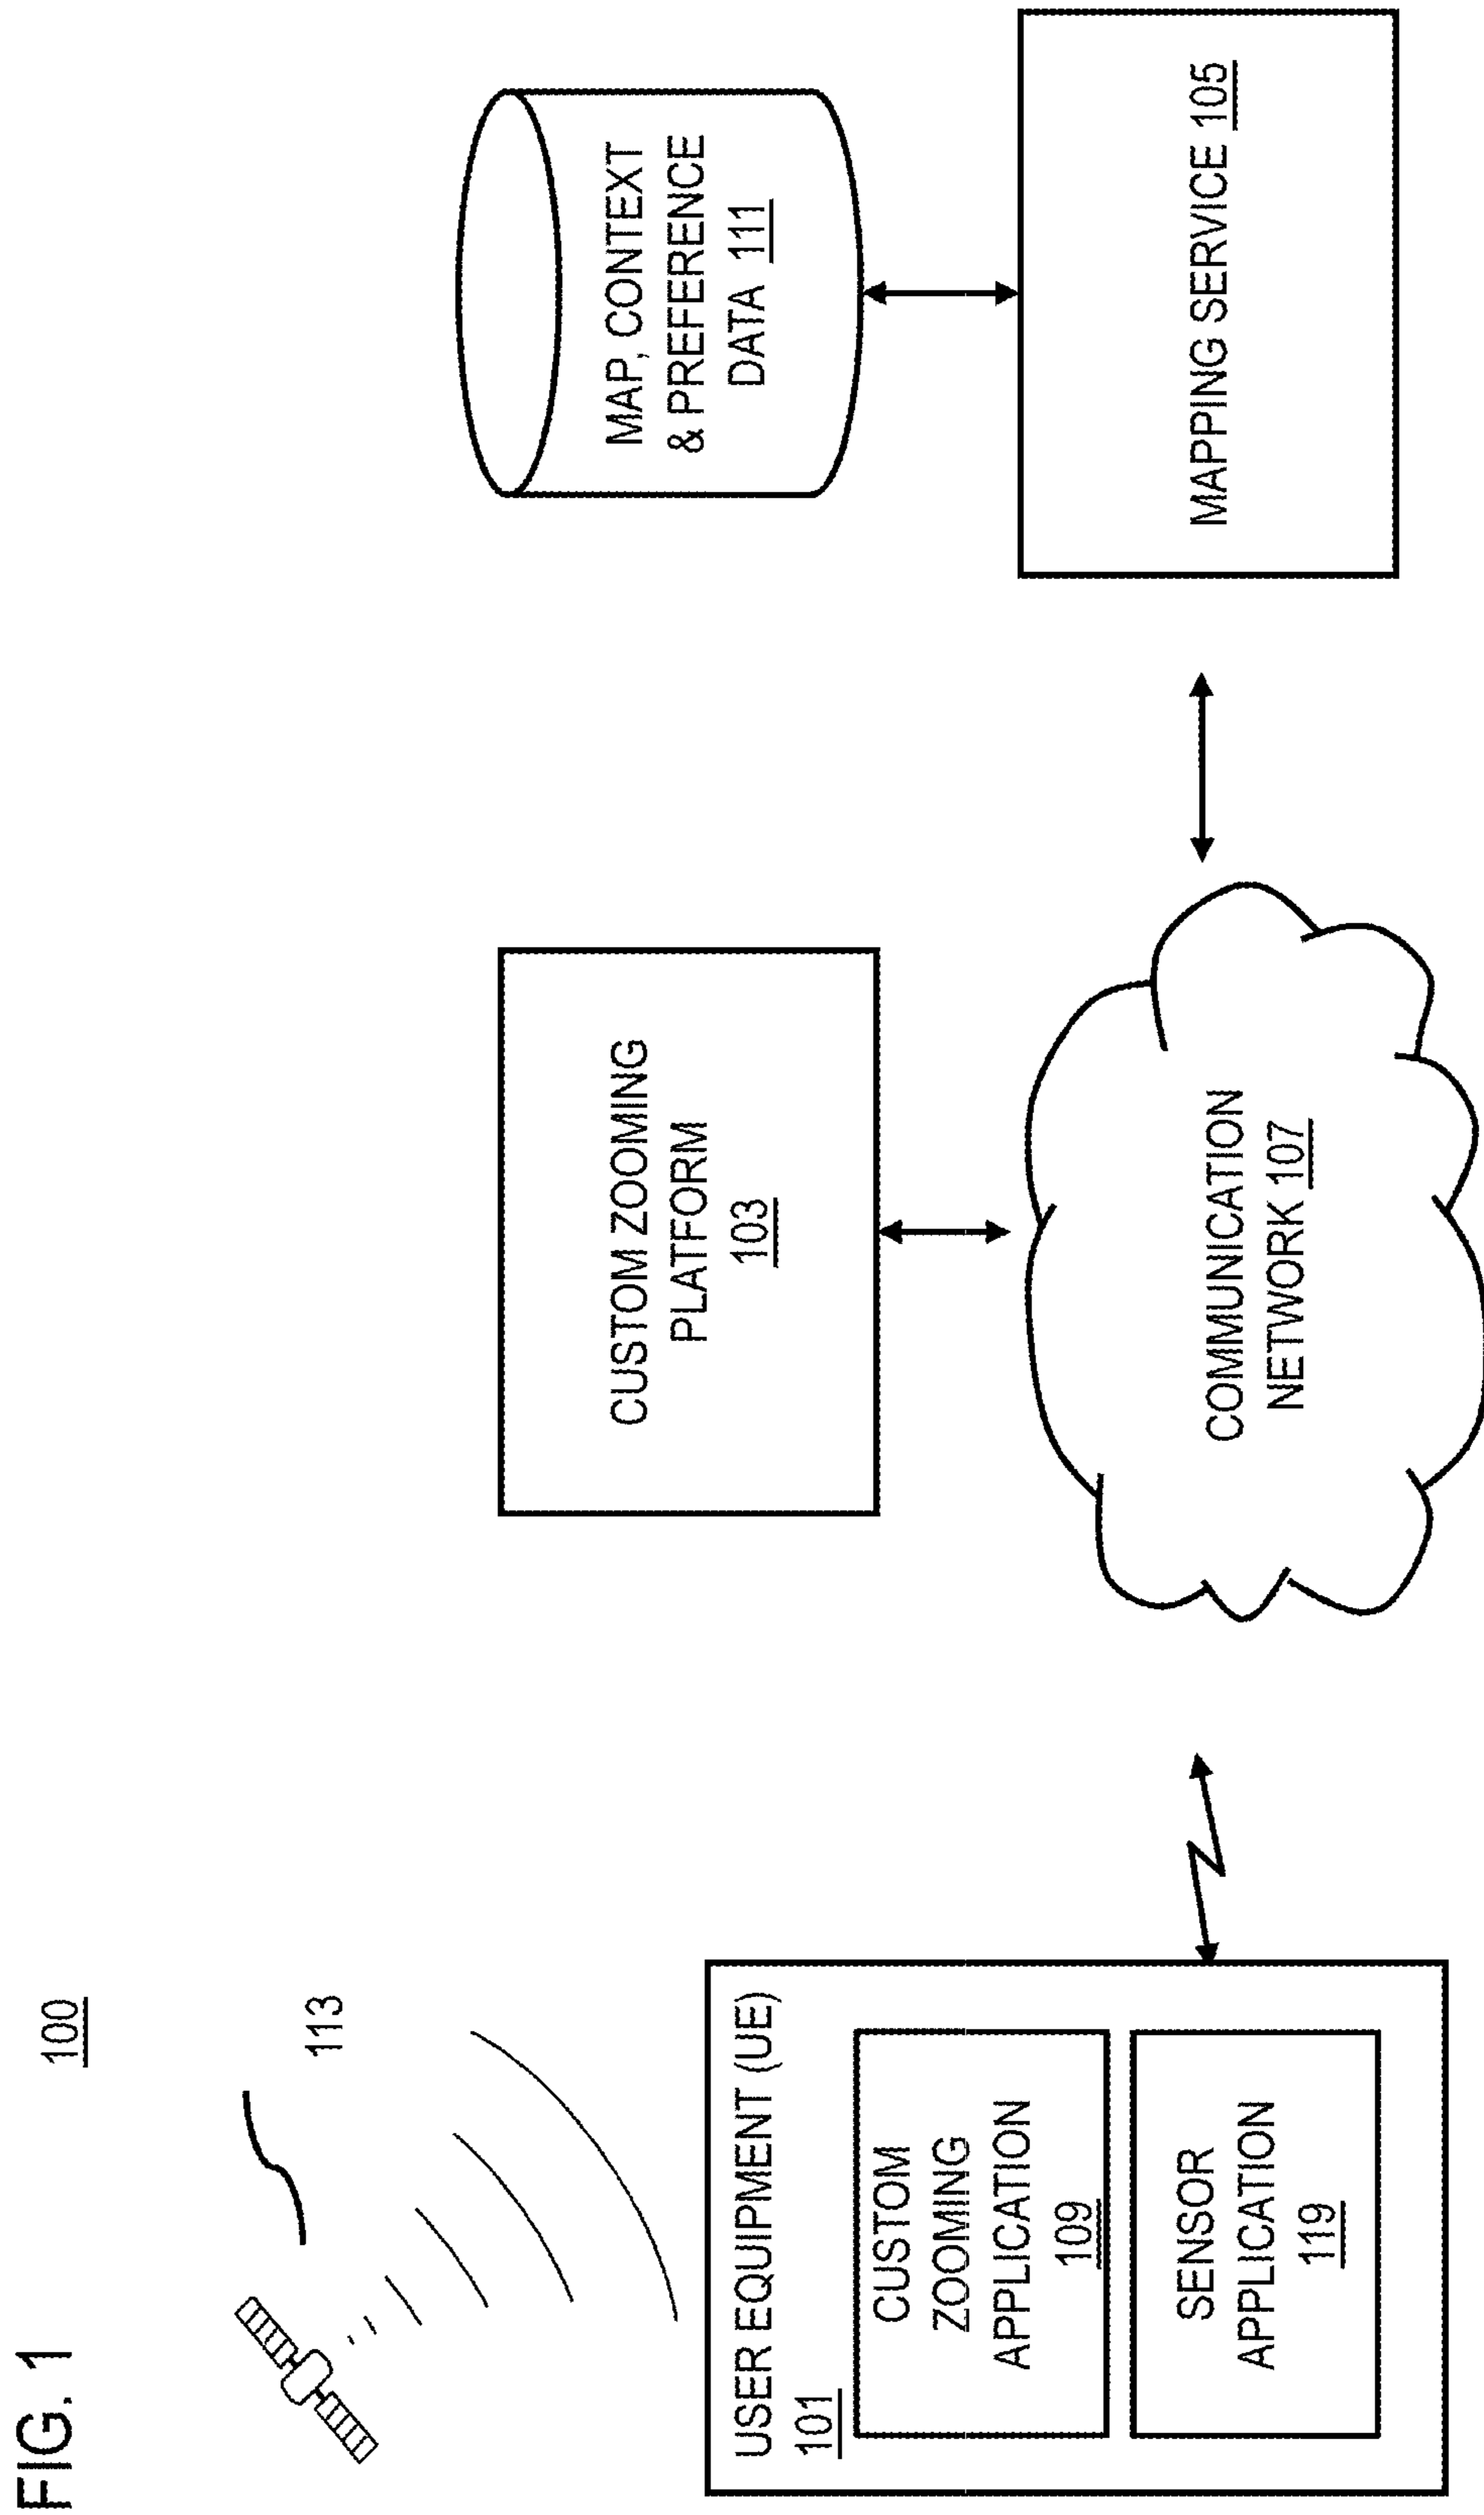 FIG. 1
100
113
USER EQUIPMENT (UE)
101
CUSTOM
ZOOMING
APPLICATION
109
SENSOR
APPLICATION
119
CUSTOM ZOOMING
PLATFORM
103
COMMUNICATION
NETWORK 107
MAP, CONTEXT
& PREFERENCE
DATA 111
MAPPING SERVICE 105